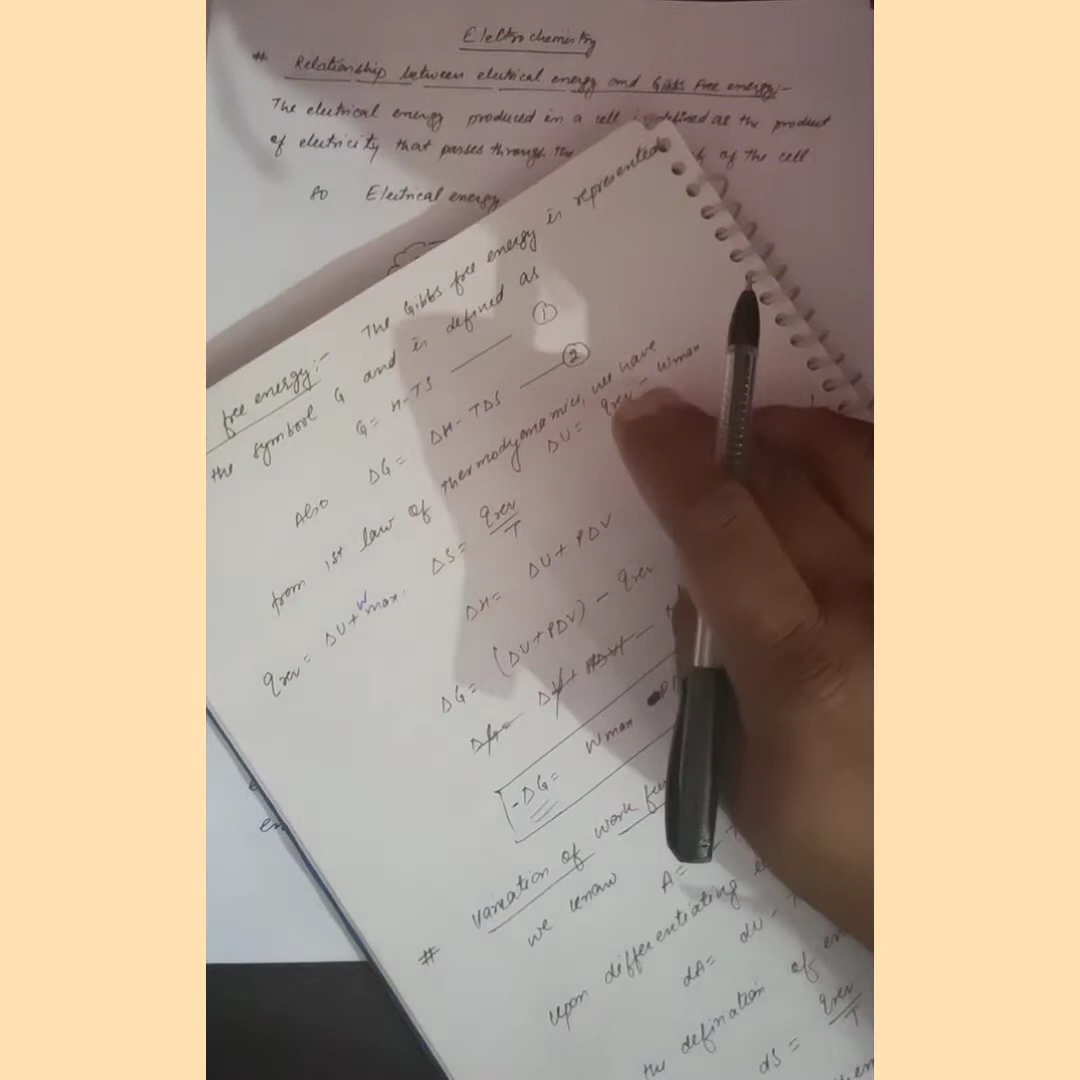 Electrochemistry
# Relationship between electrical energy and Gibbs Free energy:-
The electrical energy produced in a cell is defined as the product
of electricity that passes through the of the cell
so Electrical energy
free energy:- The Gibbs free energy is represented
the symbool G and is defined as
G = H-TS ①
Also ΔG = ΔH - TΔS ②
from 1st law of thermodyanamics, we have
ΔU = qrev - Wmax
ΔS = qrev/T
qrev = ΔU + Wmax.
ΔH = ΔU + PΔV
ΔG = (ΔU + PΔV) - qrev
-ΔG = Wmax
# Variation of work
we know A =
upon differentiating
dA = dU -
the defination of
dS = qrev/T